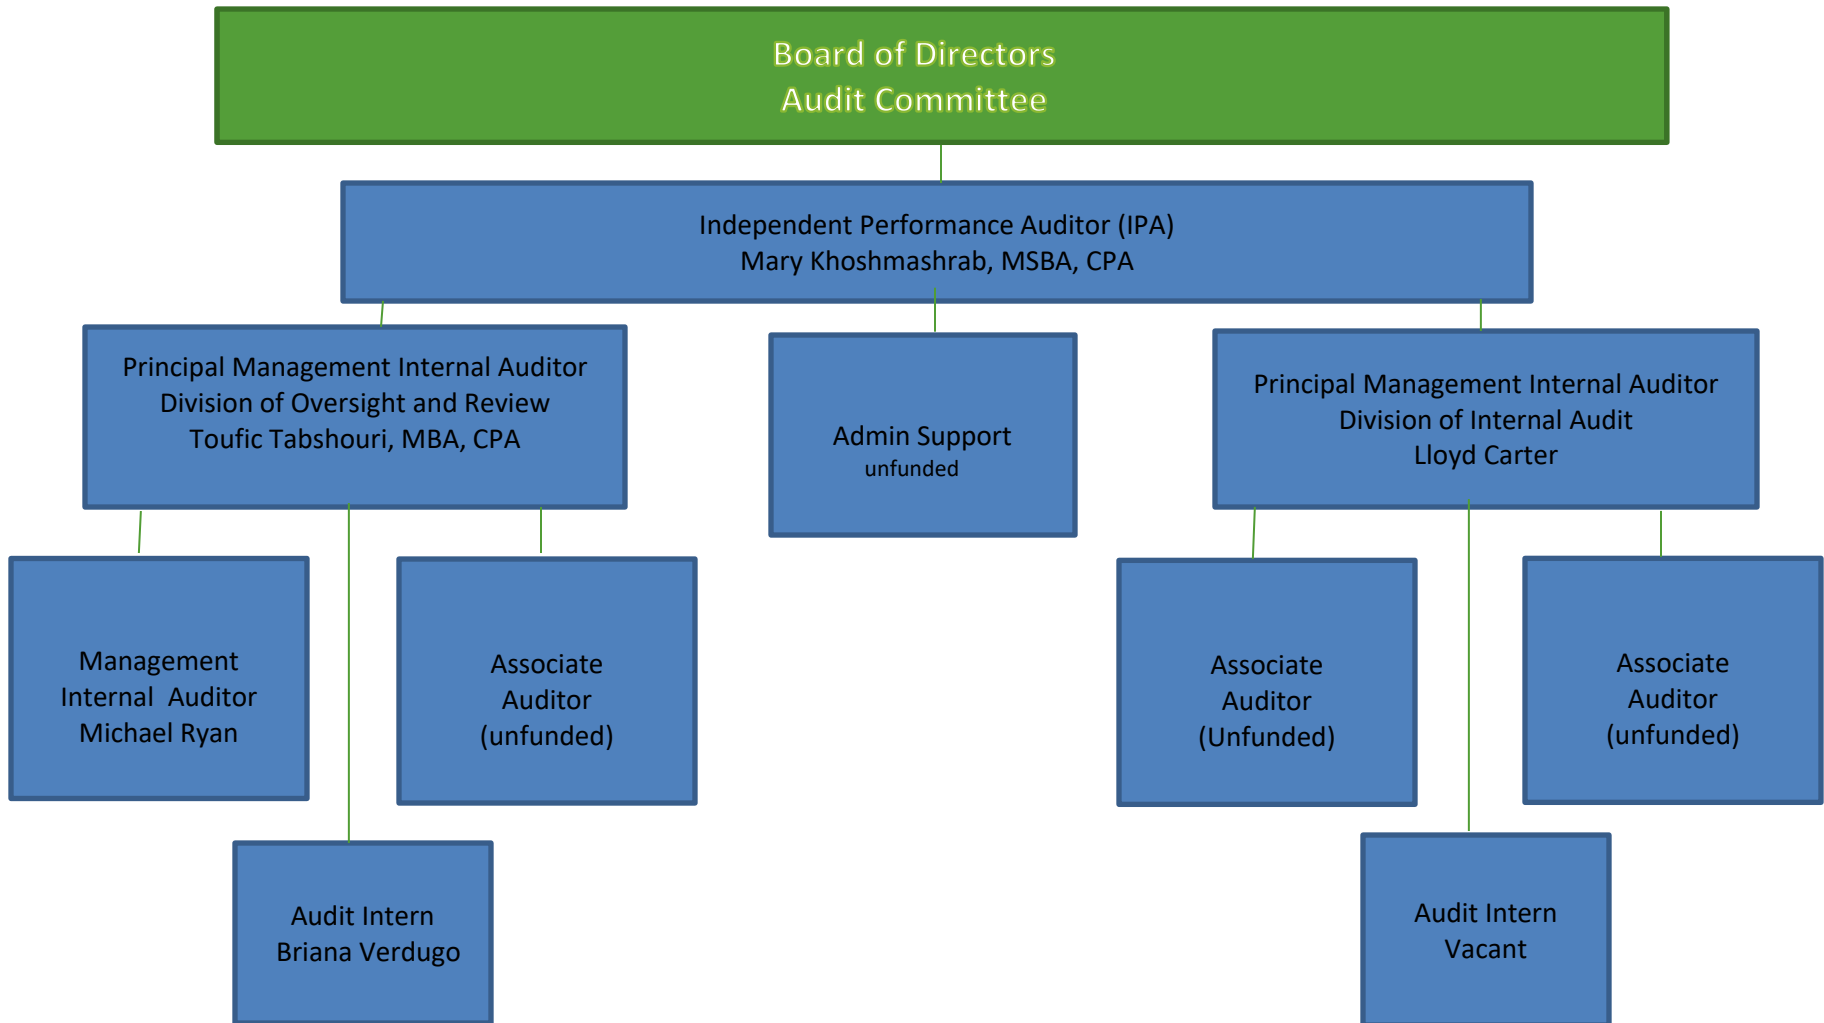 Board of Directors
Audit Committee
Independent Performance Auditor (IPA)
Mary Khoshmashrab, MSBA, CPA
Principal Management Internal Auditor
Division of Oversight and Review
Toufic Tabshouri, MBA, CPA
Admin Support
unfunded
Principal Management Internal Auditor
Division of Internal Audit
Lloyd Carter
Management
Internal  Auditor
Michael Ryan
Associate
Auditor
(unfunded)
Associate
Auditor
(Unfunded)
Associate
Auditor
(unfunded)
Audit Intern
Briana Verdugo
Audit Intern
Vacant